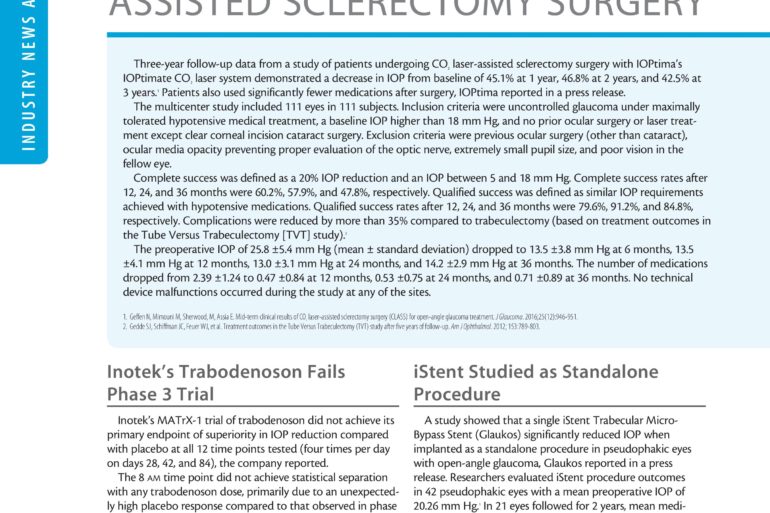 ASSISTED SCLERECTOMY SURGERY
INDUSTRY NEWS A
Three-year follow-up data from a study of patients undergoing CO₂ laser-assisted sclerectomy surgery with IOPtima's
IOPtimate CO₂ laser system demonstrated a decrease in IOP from baseline of 45.1% at 1 year, 46.8% at 2 years, and 42.5% at
3 years.¹ Patients also used significantly fewer medications after surgery, IOPtima reported in a press release.
The multicenter study included 111 eyes in 111 subjects. Inclusion criteria were uncontrolled glaucoma under maximally
tolerated hypotensive medical treatment, a baseline IOP higher than 18 mm Hg, and no prior ocular surgery or laser treat-
ment except clear corneal incision cataract surgery. Exclusion criteria were previous ocular surgery (other than cataract),
ocular media opacity preventing proper evaluation of the optic nerve, extremely small pupil size, and poor vision in the
fellow eye.
Complete success was defined as a 20% IOP reduction and an IOP between 5 and 18 mm Hg. Complete success rates after
12, 24, and 36 months were 60.2%, 57.9%, and 47.8%, respectively. Qualified success was defined as similar IOP requirements
achieved with hypotensive medications. Qualified success rates after 12, 24, and 36 months were 79.6%, 91.2%, and 84.8%,
respectively. Complications were reduced by more than 35% compared to trabeculectomy (based on treatment outcomes in
the Tube Versus Trabeculectomy [TVT] study).²
The preoperative IOP of 25.8 ±5.4 mm Hg (mean ± standard deviation) dropped to 13.5 ±3.8 mm Hg at 6 months, 13.5
±4.1 mm Hg at 12 months, 13.0 ±3.1 mm Hg at 24 months, and 14.2 ±2.9 mm Hg at 36 months. The number of medications
dropped from 2.39 ±1.24 to 0.47 ±0.84 at 12 months, 0.53 ±0.75 at 24 months, and 0.71 ±0.89 at 36 months. No technical
device malfunctions occurred during the study at any of the sites.
1. Geffen N, Mimouni M, Sherwood, M, Assia E. Mid-term clinical results of CO₂ laser-assisted sclerectomy surgery (CLASS) for open-angle glaucoma treatment. J Glaucoma. 2016;25(12):946-951.
2. Gedde SJ, Schiffman JC, Feuer WJ, et al. Treatment outcomes in the Tube Versus Trabeculectomy (TVT) study after five years of follow-up. Am J Ophthalmol. 2012; 153:789-803.
Inotek's Trabodenoson Fails
Phase 3 Trial
Inotek's MATrX-1 trial of trabodenoson did not achieve its
primary endpoint of superiority in IOP reduction compared
with placebo at all 12 time points tested (four times per day
on days 28, 42, and 84), the company reported.
The 8 AM time point did not achieve statistical separation
with any trabodenoson dose, primarily due to an unexpected-
ly high placebo response compared to that observed in phase
iStent Studied as Standalone
Procedure
A study showed that a single iStent Trabecular Micro-
Bypass Stent (Glaukos) significantly reduced IOP when
implanted as a standalone procedure in pseudophakic eyes
with open-angle glaucoma, Glaukos reported in a press
release. Researchers evaluated iStent procedure outcomes
in 42 pseudophakic eyes with a mean preoperative IOP of
20.26 mm Hg.¹ In 21 eyes followed for 2 years, mean medi-